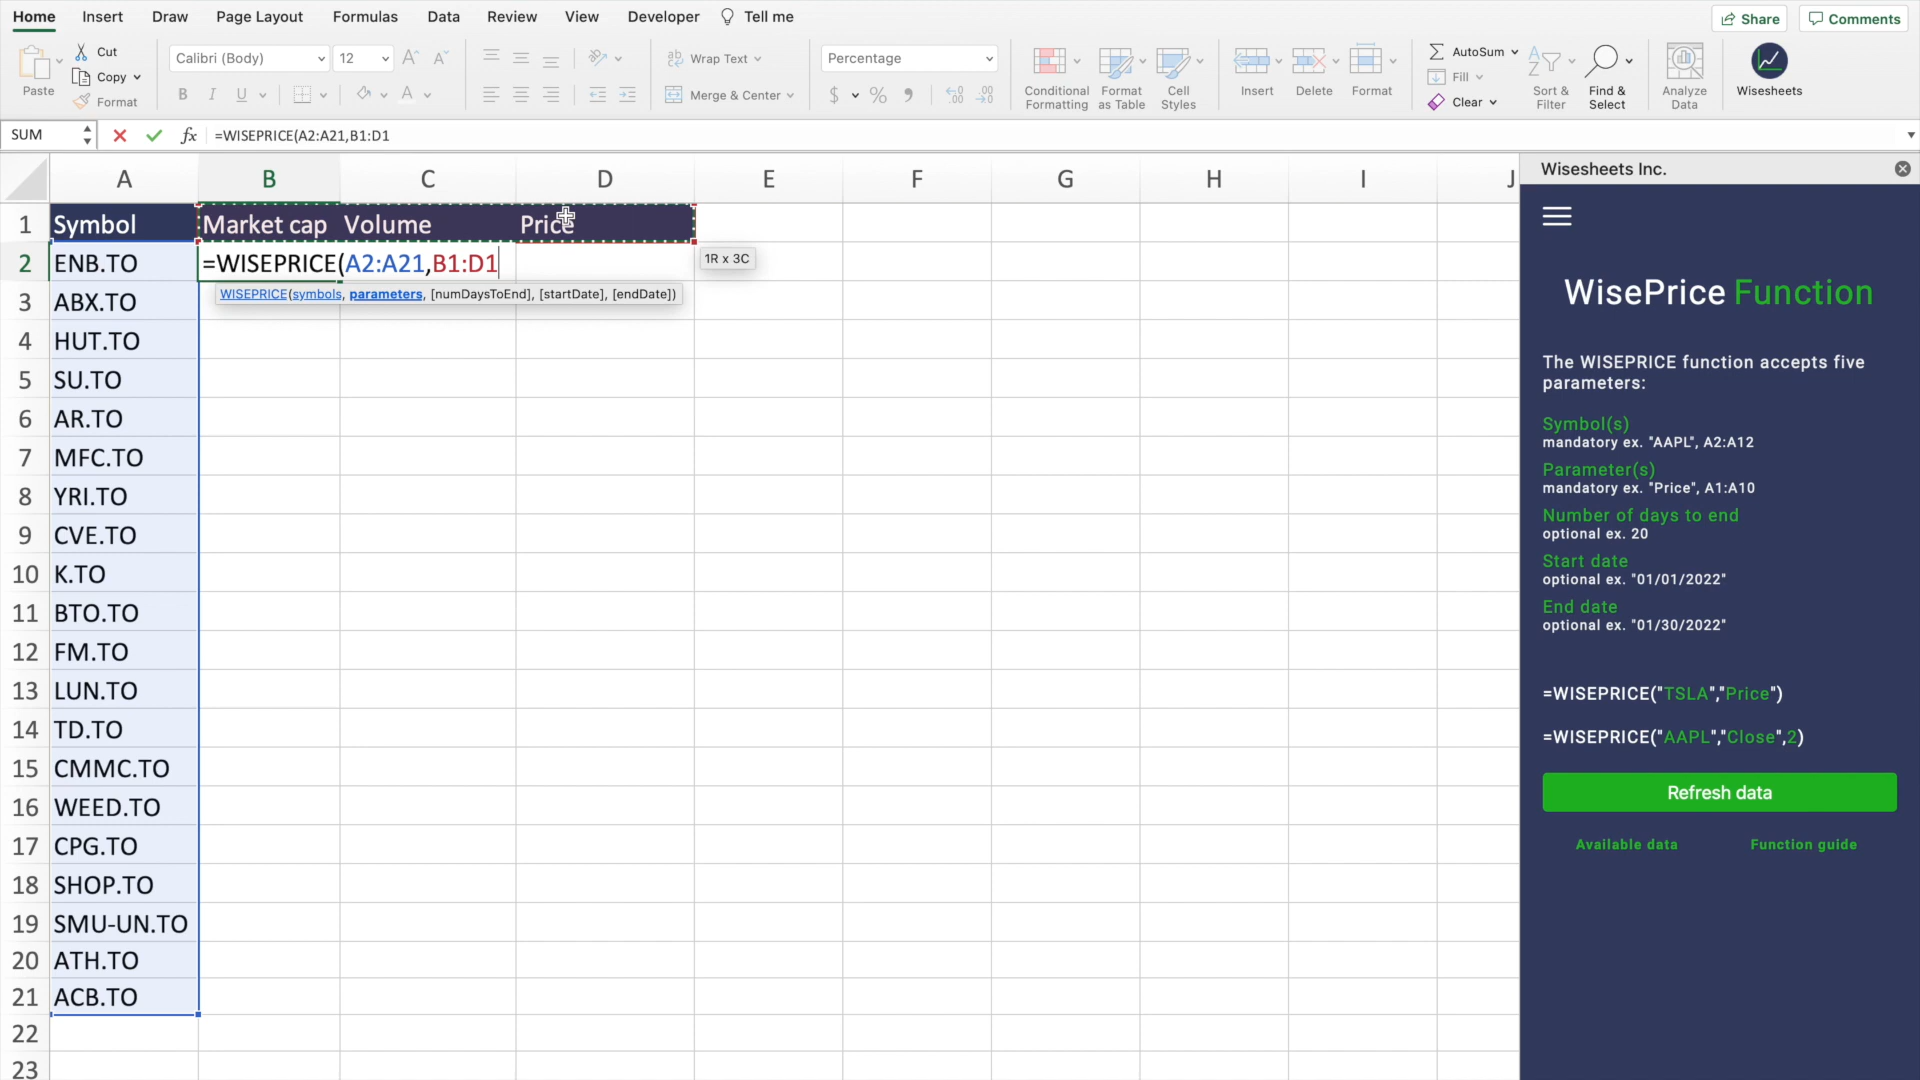 Home Insert Draw Page Layout Formulas Data Review View Developer Tell me Share Comments
Paste Cut Copy Format
Calibri (Body) 12 A A
B I U A
Wrap Text
Merge & Center
Percentage
$ %
Conditional Formatting Format as Table Cell Styles
Insert Delete Format
AutoSum Fill Clear
Sort & Filter Find & Select
Analyze Data
Wisesheets
SUM fx =WISEPRICE(A2:A21,B1:D1
A B C D E F G H I J
1 Symbol Market cap Volume Price
2 ENB.TO =WISEPRICE(A2:A21,B1:D1 1R x 3C
WISEPRICE(symbols, parameters, [numDaysToEnd], [startDate], [endDate])
3 ABX.TO
4 HUT.TO
5 SU.TO
6 AR.TO
7 MFC.TO
8 YRI.TO
9 CVE.TO
10 K.TO
11 BTO.TO
12 FM.TO
13 LUN.TO
14 TD.TO
15 CMMC.TO
16 WEED.TO
17 CPG.TO
18 SHOP.TO
19 SMU-UN.TO
20 ATH.TO
21 ACB.TO
22
23
Wisesheets Inc.
WisePrice Function
The WISEPRICE function accepts five
parameters:
Symbol(s)
mandatory ex. "AAPL", A2:A12
Parameter(s)
mandatory ex. "Price", A1:A10
Number of days to end
optional ex. 20
Start date
optional ex. "01/01/2022"
End date
optional ex. "01/30/2022"
=WISEPRICE("TSLA","Price")
=WISEPRICE("AAPL","Close",2)
Refresh data
Available data Function guide